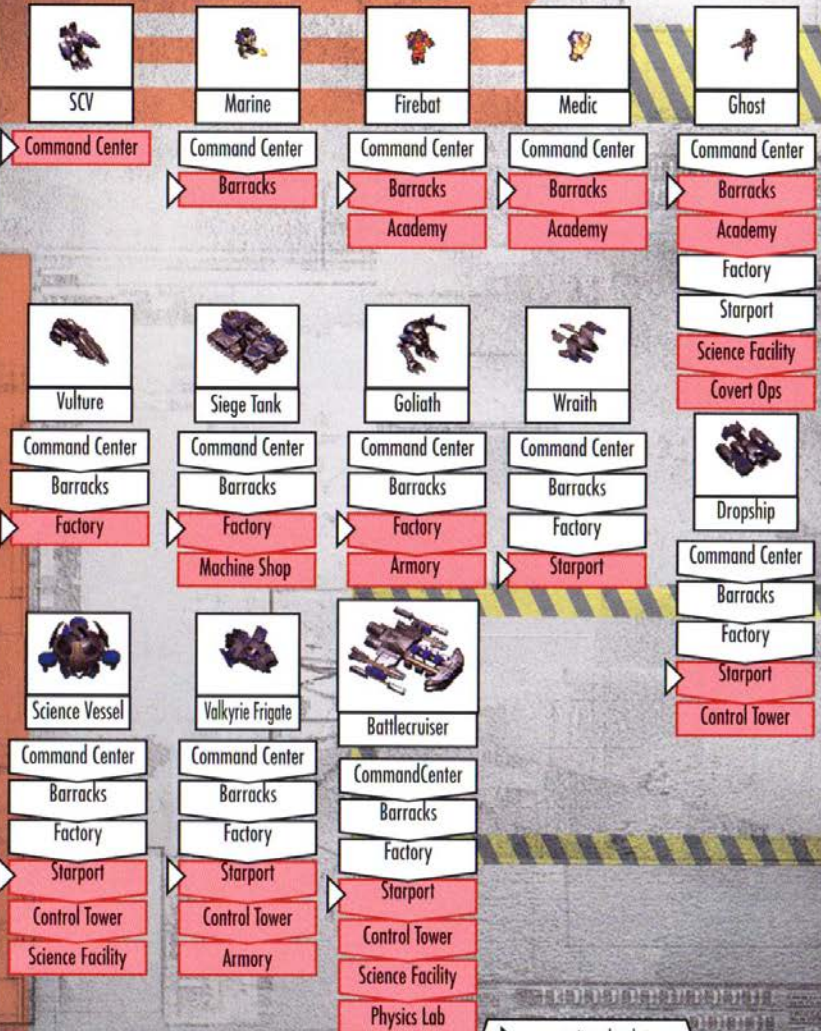 SCV
Command Center
Marine
Command Center
Barracks
Firebat
Command Center
Barracks
Academy
Medic
Command Center
Barracks
Academy
Ghost
Command Center
Barracks
Academy
Factory
Starport
Science Facility
Covert Ops
Vulture
Command Center
Barracks
Factory
Siege Tank
Command Center
Barracks
Factory
Machine Shop
Goliath
Command Center
Barracks
Factory
Armory
Wraith
Command Center
Barracks
Factory
Starport
Dropship
Command Center
Barracks
Factory
Starport
Control Tower
Science Vessel
Command Center
Barracks
Factory
Starport
Control Tower
Science Facility
Valkyrie Frigate
Command Center
Barracks
Factory
Starport
Control Tower
Armory
Battlecruiser
CommandCenter
Barracks
Factory
Starport
Control Tower
Science Facility
Physics Lab